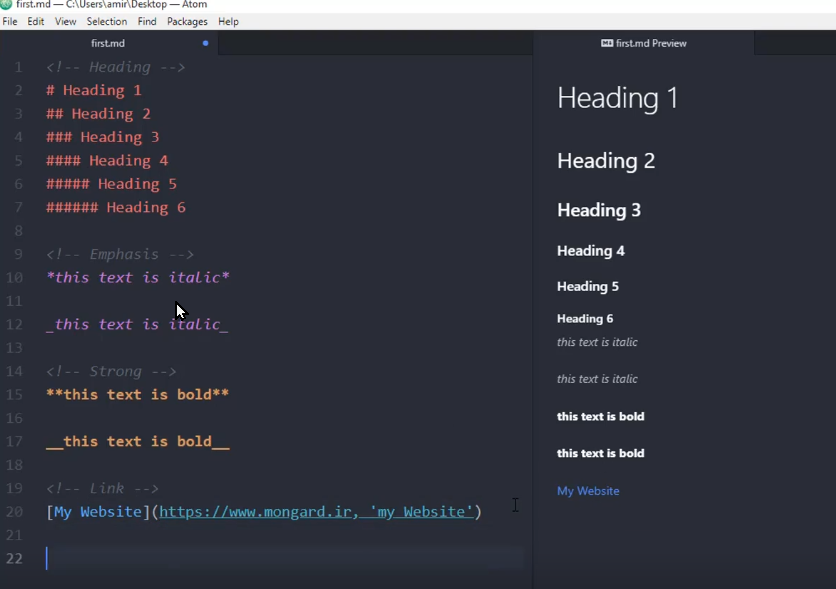 first.md — C:\Users\amir\Desktop — Atom
File Edit View Selection Find Packages Help
first.md
first.md Preview
1 <!-- Heading -->
2 # Heading 1
3 ## Heading 2
4 ### Heading 3
5 #### Heading 4
6 ##### Heading 5
7 ###### Heading 6
8
9 <!-- Emphasis -->
10 *this text is italic*
11
12 _this text is italic_
13
14 <!-- Strong -->
15 **this text is bold**
16
17 __this text is bold__
18
19 <!-- Link -->
20 [My Website](https://www.mongard.ir, 'my Website')
21
22
Heading 1
Heading 2
Heading 3
Heading 4
Heading 5
Heading 6
this text is italic
this text is italic
this text is bold
this text is bold
My Website